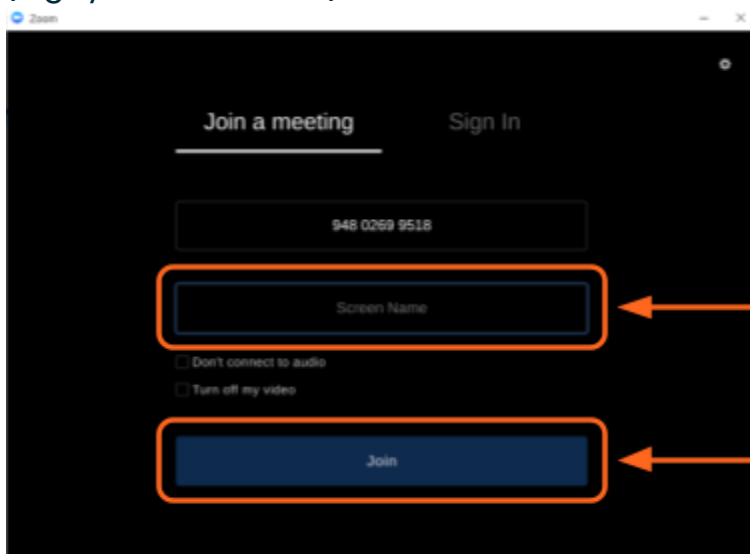 Zoom
Join a meeting Sign In
948 0269 9518
Screen Name
Don't connect to audio
Turn off my video
Join